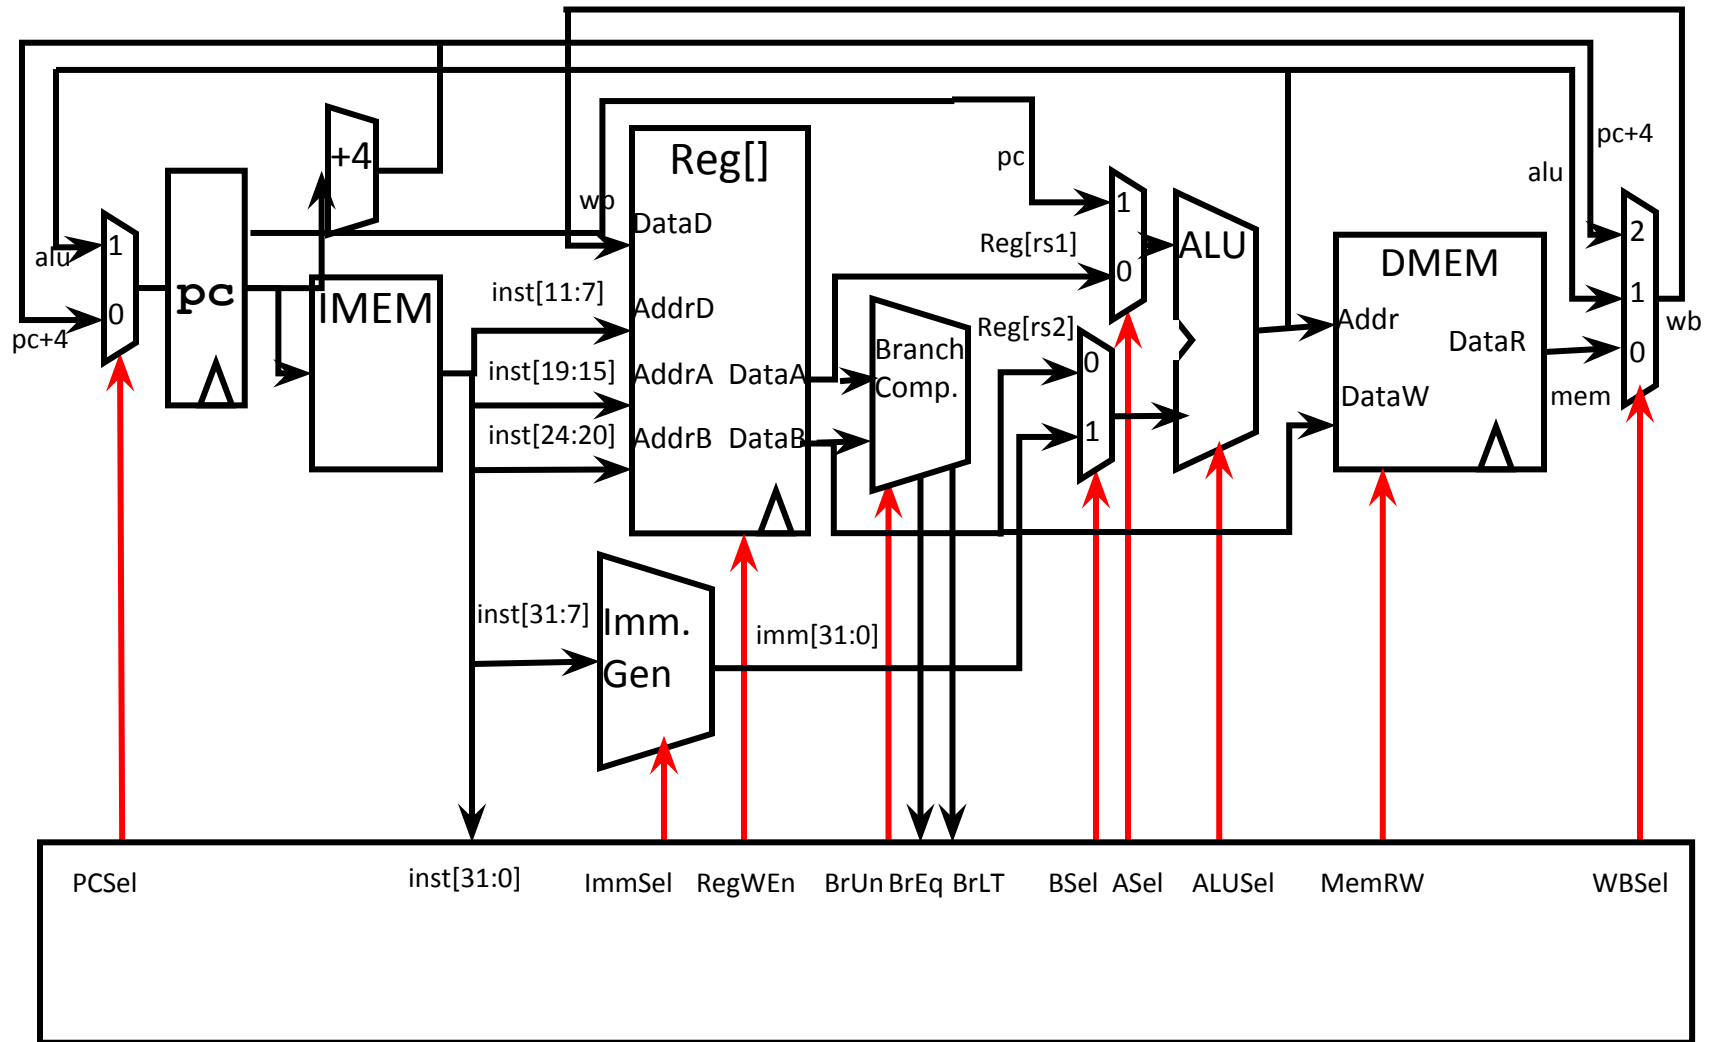 pc+4
pc
alu
+4
Reg[]
wb
DataD
1
alu
0
pc+4
pc
IMEM
inst[11:7]
AddrD
inst[19:15]
AddrA
DataA
inst[24:20]
AddrB
DataB
Branch
Comp.
Reg[rs1]
Reg[rs2]
1
0
0
1
ALU
DMEM
Addr
DataR
DataW
mem
2
1
0
wb
inst[31:7]
Imm.
Gen
imm[31:0]
PCSel
inst[31:0]
ImmSel
RegWEn
BrUn
BrEq
BrLT
BSel
ASel
ALUSel
MemRW
WBSel